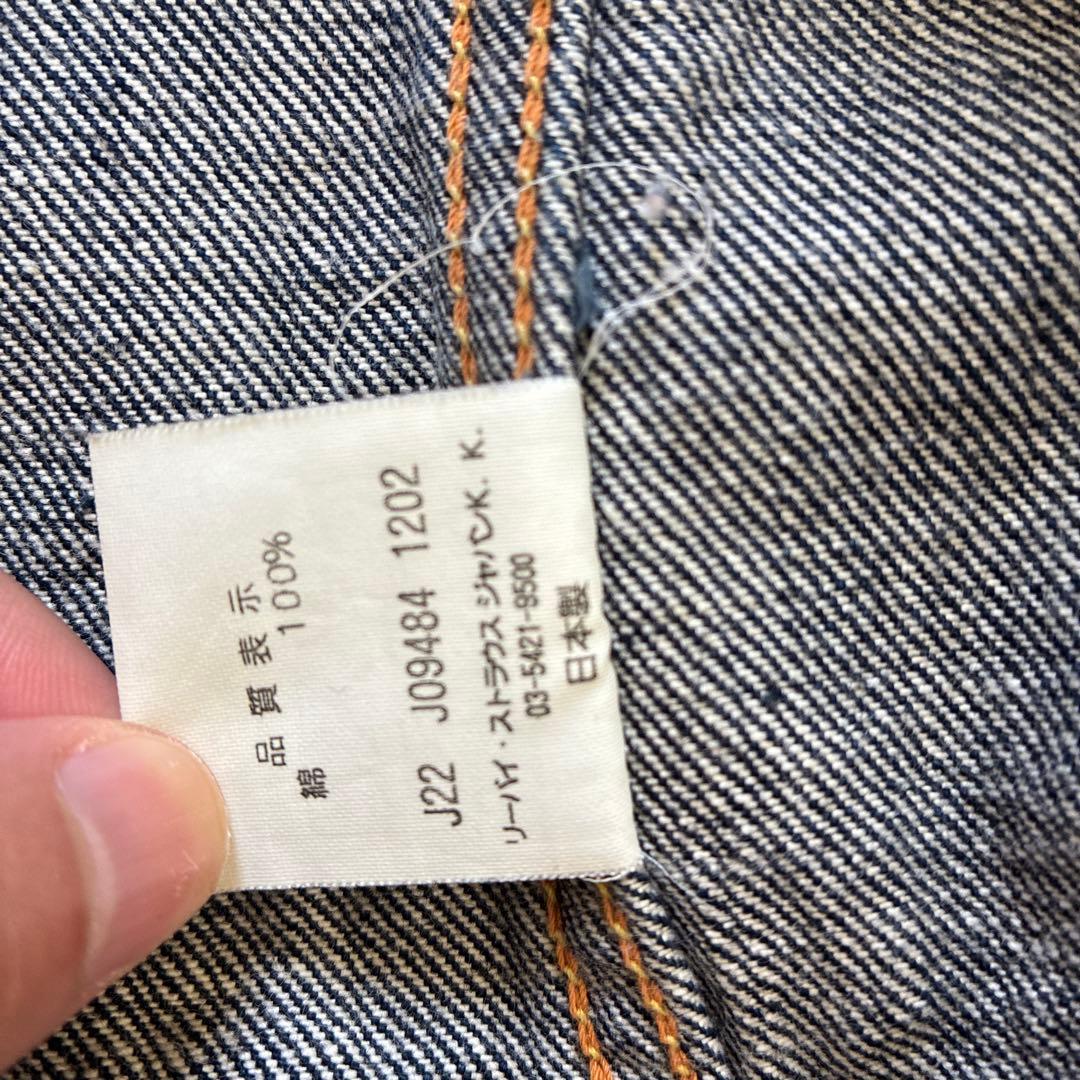 品質表示
綿 100%
J22 J09484 1202
リーバイ・ストラウス ジャパンK. K.
03-5421-9500
日本製